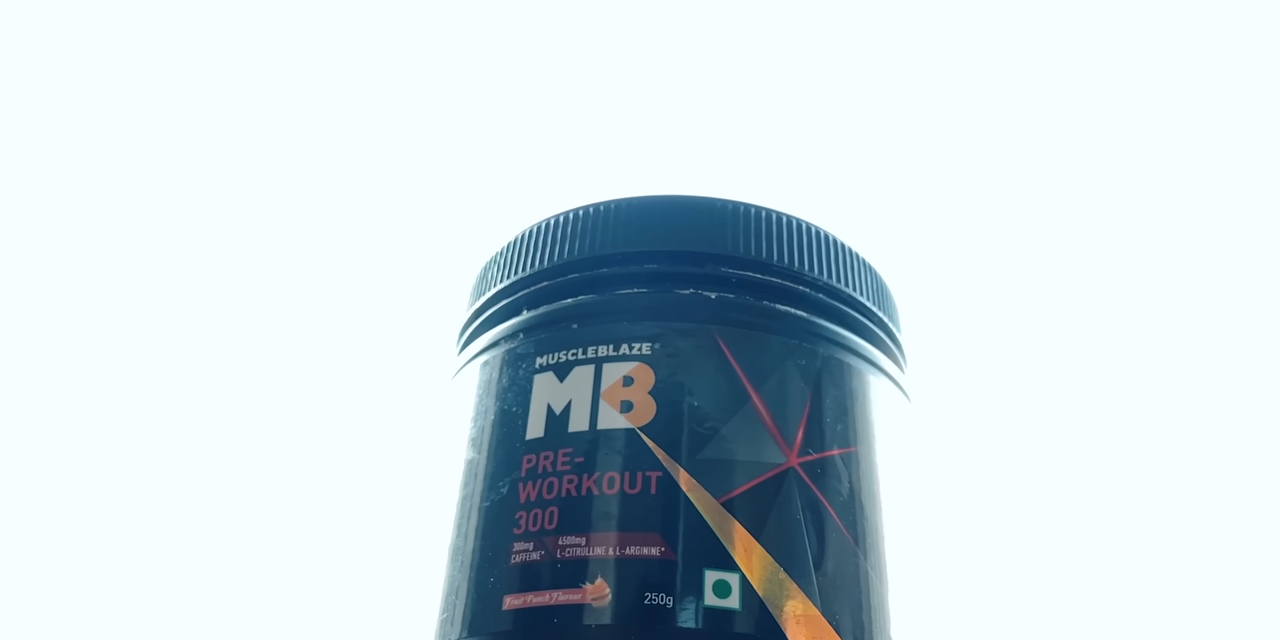 MUSCLEBLAZE®
MB
PRE-
WORKOUT
300
300mg
CAFFEINE*
4500mg
L-CITRULLINE & L-ARGININE*
Fruit Punch Flavour
250g